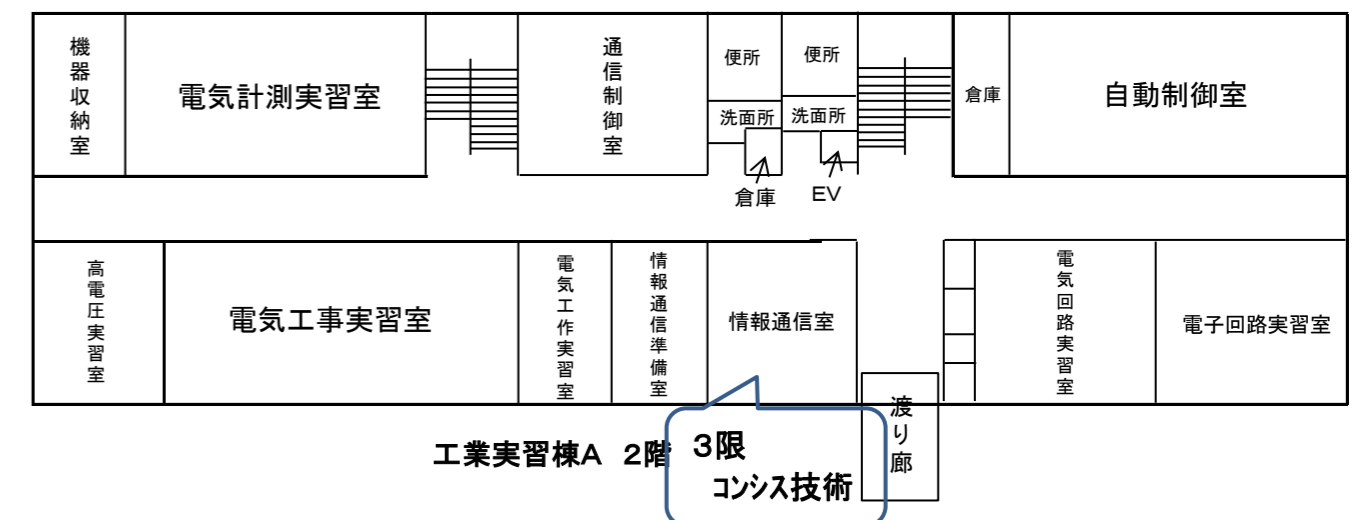 機器収納室
電気計測実習室
通信制御室
便所
便所
洗面所
洗面所
倉庫
EV
倉庫
自動制御室
高電圧実習室
電気工事実習室
電気工作実習室
情報通信準備室
情報通信室
電気回路実習室
電子回路実習室
渡り廊
工業実習棟A 2階
3限
コンシス技術